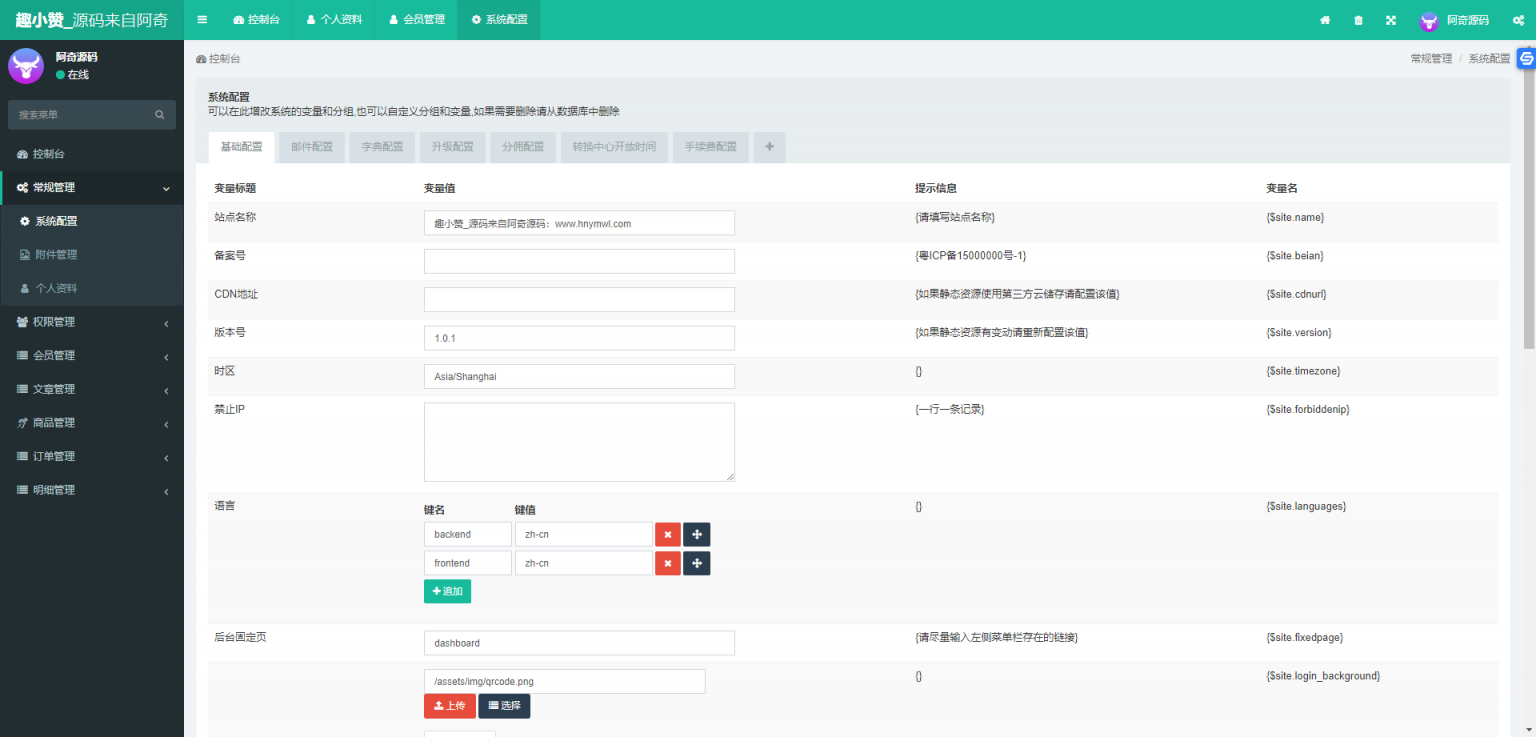 趣小赞_源码来自阿奇
控制台
个人资料
会员管理
系统配置
阿奇源码
阿奇源码
在线
搜索菜单
控制台
常规管理
系统配置
附件管理
个人资料
权限管理
会员管理
文章管理
商品管理
订单管理
明细管理
控制台
常规管理 / 系统配置
系统配置
可以在此增改系统的变量和分组,也可以自定义分组和变量,如果需要删除请从数据库中删除
基础配置 邮件配置 字典配置 升级配置 分佣配置 转换中心开放时间 手续费配置
变量标题 变量值 提示信息 变量名
站点名称 趣小赞_源码来自阿奇源码：www.hnymwl.com {请填写站点名称} {$site.name}
备案号 {粤ICP备15000000号-1} {$site.beian}
CDN地址 {如果静态资源使用第三方云储存请配置该值} {$site.cdnurl}
版本号 1.0.1 {如果静态资源有变动请重新配置该值} {$site.version}
时区 Asia/Shanghai {} {$site.timezone}
禁止IP {一行一条记录} {$site.forbiddenip}
语言 {} {$site.languages}
键名 键值
backend zh-cn
frontend zh-cn
追加
后台固定页 dashboard {请尽量输入左侧菜单栏存在的链接} {$site.fixedpage}
/assets/img/qrcode.png {} {$site.login_background}
上传 选择